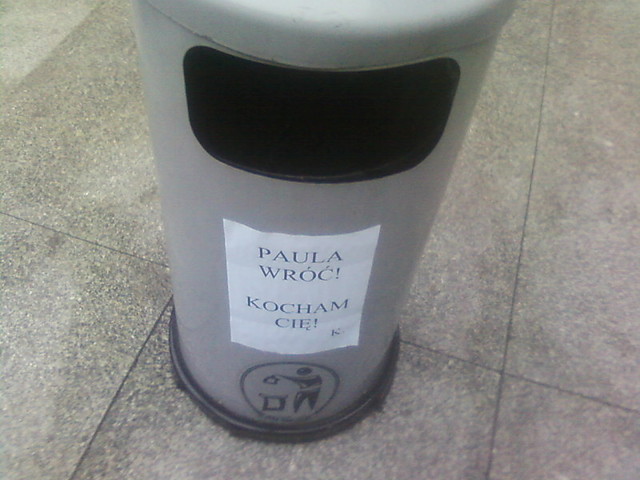 PAULA
WRÓĆ!
KOCHAM
CIĘ!
K.